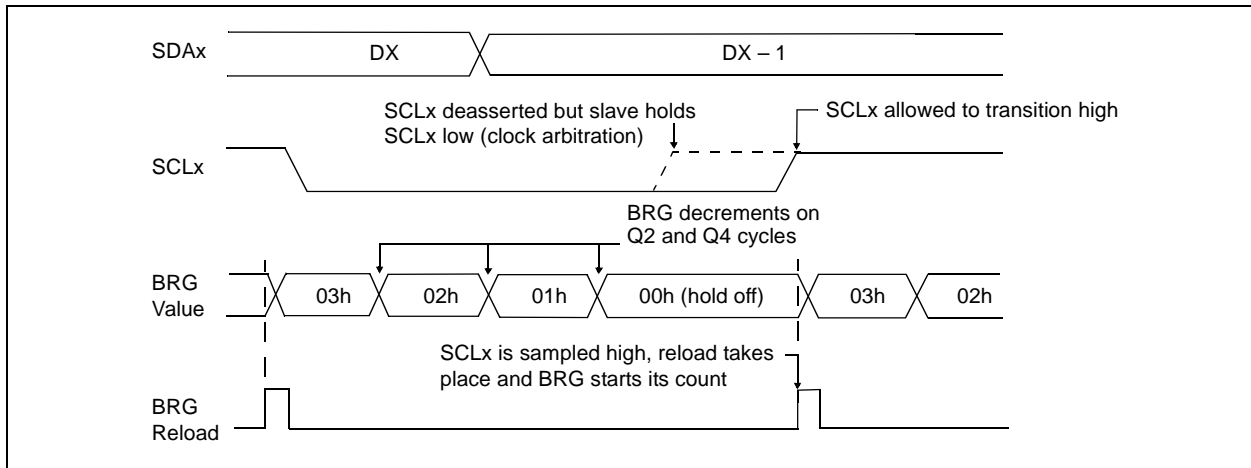 SDAx
DX
DX – 1
SCLx deasserted but slave holds
SCLx low (clock arbitration)
SCLx allowed to transition high
SCLx
BRG decrements on
Q2 and Q4 cycles
BRG
Value
03h
02h
01h
00h (hold off)
03h
02h
SCLx is sampled high, reload takes
place and BRG starts its count
BRG
Reload